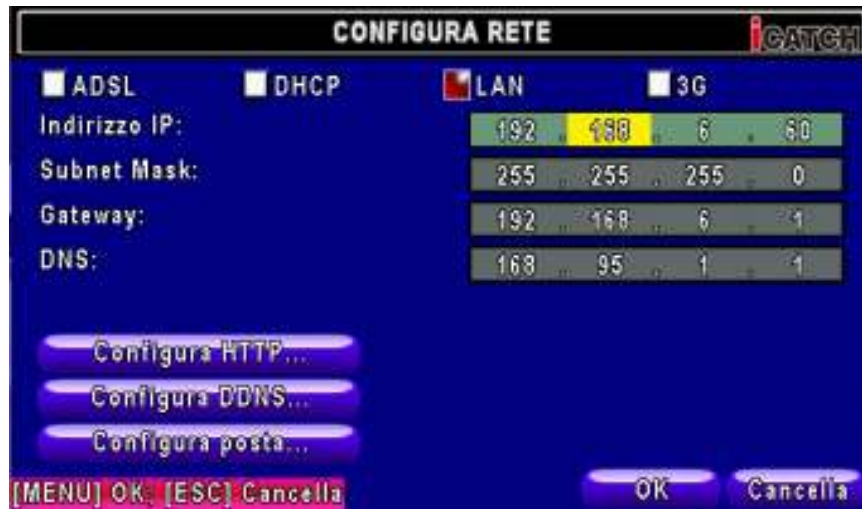 CONFIGURA RETE
iCATCH
ADSL DHCP LAN 3G
Indirizzo IP: 192 . 168 . 6 . 60
Subnet Mask: 255 . 255 . 255 . 0
Gateway: 192 . 168 . 6 . 1
DNS: 168 . 95 . 1 . 1
Configura HTTP...
Configura DDNS...
Configura posta...
[MENU] OK; [ESC] Cancella OK Cancella